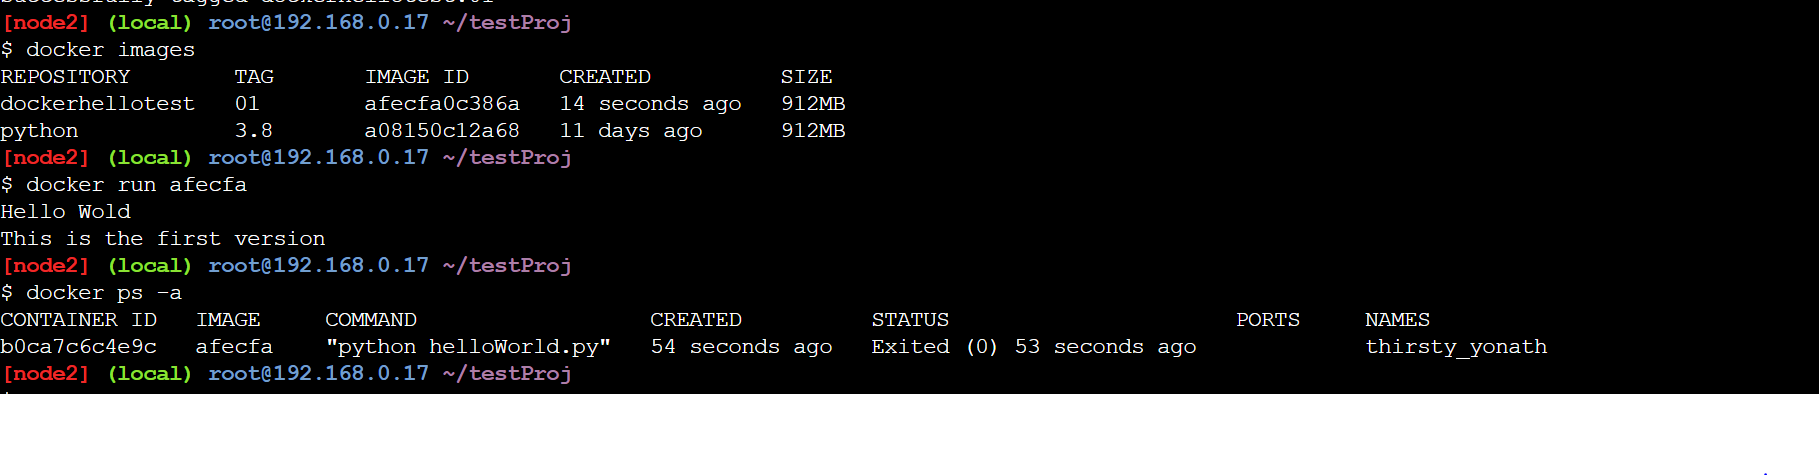 Successfully tagged dockerhellotest:01
[node2] (local) root@192.168.0.17 ~/testProj
$ docker images
REPOSITORY TAG IMAGE ID CREATED SIZE
dockerhellotest 01 afecfa0c386a 14 seconds ago 912MB
python 3.8 a08150c12a68 11 days ago 912MB
[node2] (local) root@192.168.0.17 ~/testProj
$ docker run afecfa
Hello Wold
This is the first version
[node2] (local) root@192.168.0.17 ~/testProj
$ docker ps -a
CONTAINER ID IMAGE COMMAND CREATED STATUS PORTS NAMES
b0ca7c6c4e9c afecfa "python helloWorld.py" 54 seconds ago Exited (0) 53 seconds ago thirsty_yonath
[node2] (local) root@192.168.0.17 ~/testProj